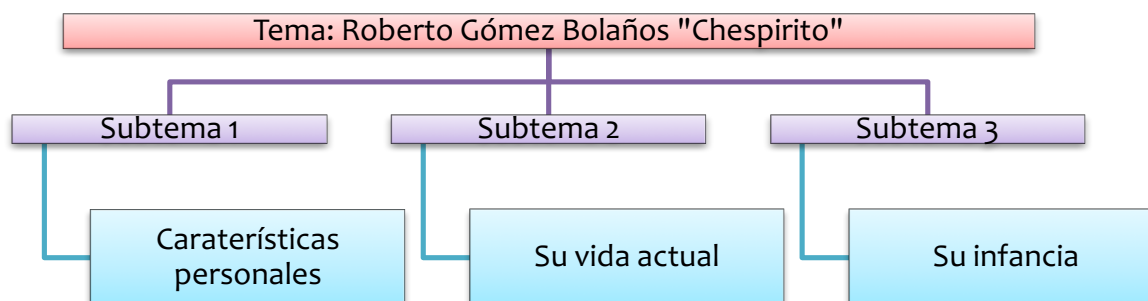 Tema: Roberto Gómez Bolaños "Chespirito"
Subtema 1
Subtema 2
Subtema 3
Caraterísticas
personales
Su vida actual
Su infancia